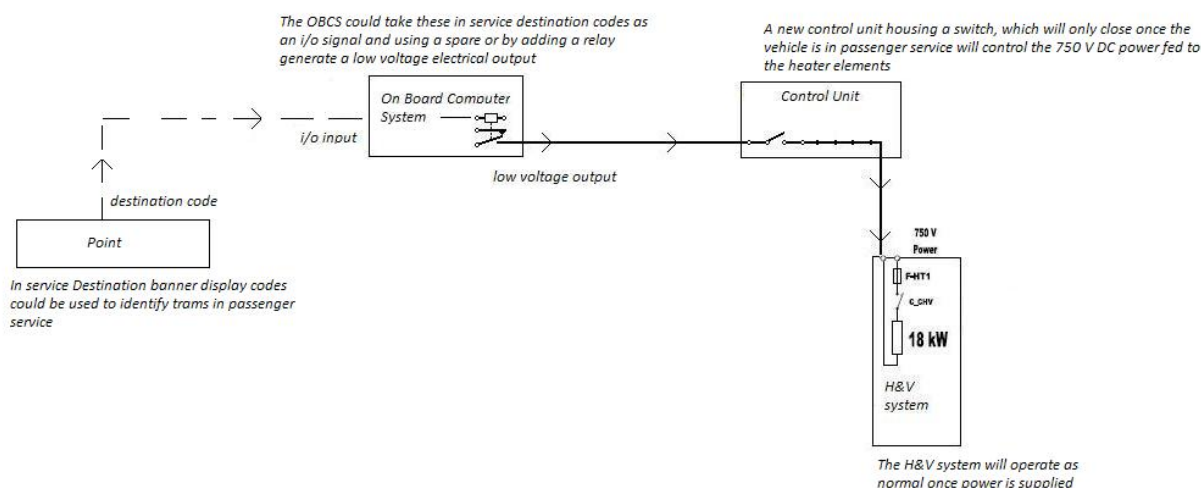 The OBCS could take these in service destination codes as
an i/o signal and using a spare or by adding a relay
generate a low voltage electrical output
A new control unit housing a switch, which will only close once the
vehicle is in passenger service will control the 750 V DC power fed to
the heater elements
On Board Computer
System
Control Unit
i/o input
low voltage output
destination code
Point
In service Destination banner display codes
could be used to identify trams in passenger
service
750 V
Power
F-HT1
C_CHV
18 kW
H&V
system
The H&V system will operate as
normal once power is supplied